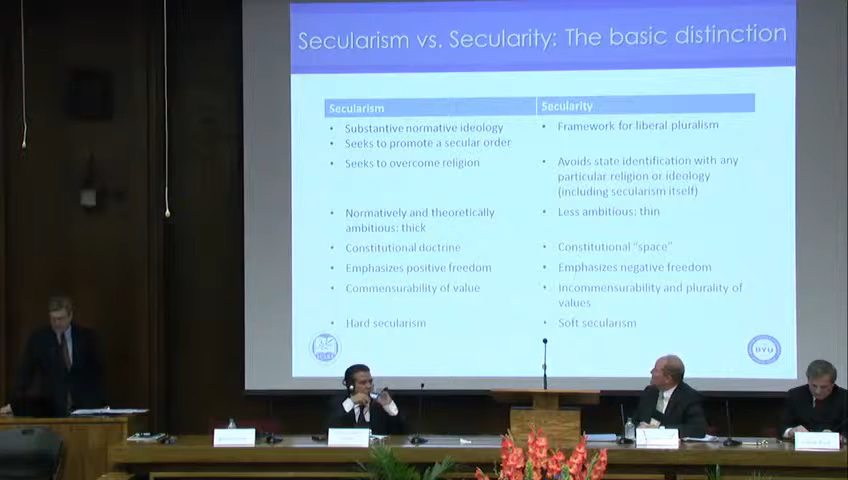 Secularism vs. Secularity: The basic distinction
Secularism
Secularity
• Substantive normative ideology
• Seeks to promote a secular order
• Framework for liberal pluralism
• Seeks to overcome religion
• Avoids state identification with any
particular religion or ideology
(including secularism itself)
• Normatively and theoretically
ambitious: thick
• Less ambitious: thin
• Constitutional doctrine
• Constitutional "space"
• Emphasizes positive freedom
• Emphasizes negative freedom
• Commensurability of value
• Incommensurability and plurality of
values
• Hard secularism
• Soft secularism
BYU